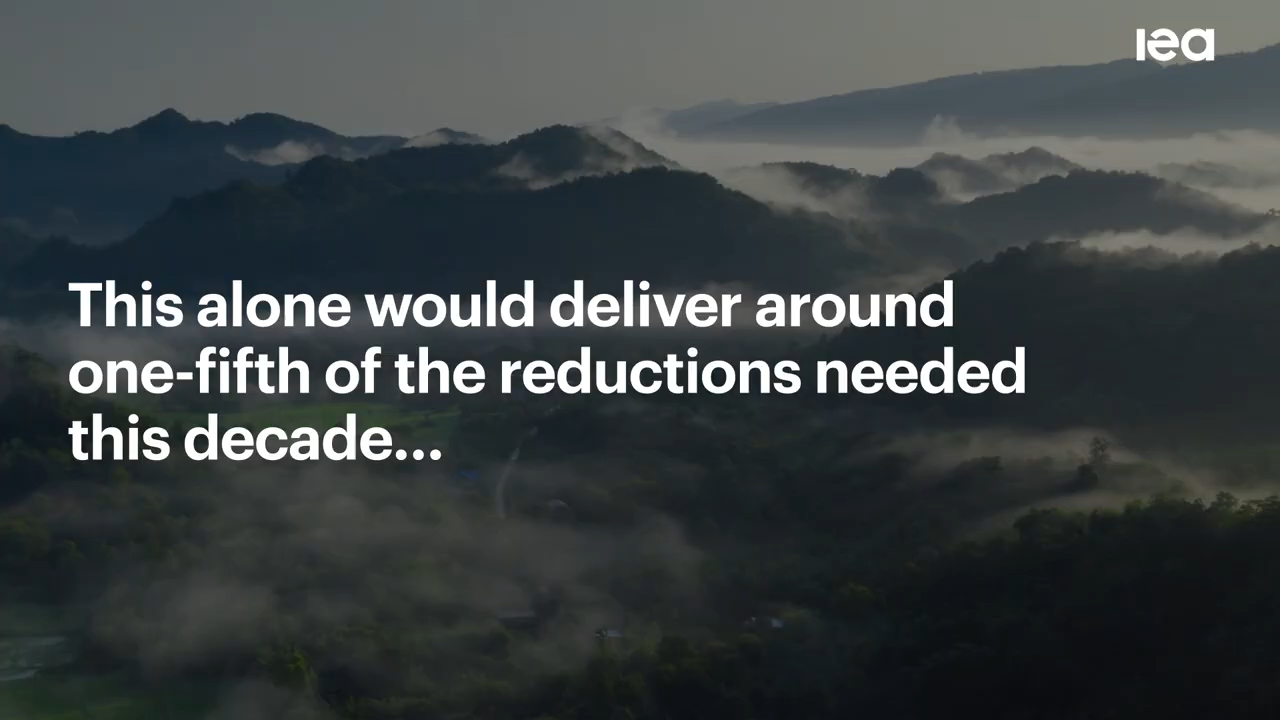 iea
This alone would deliver around
one-fifth of the reductions needed
this decade...